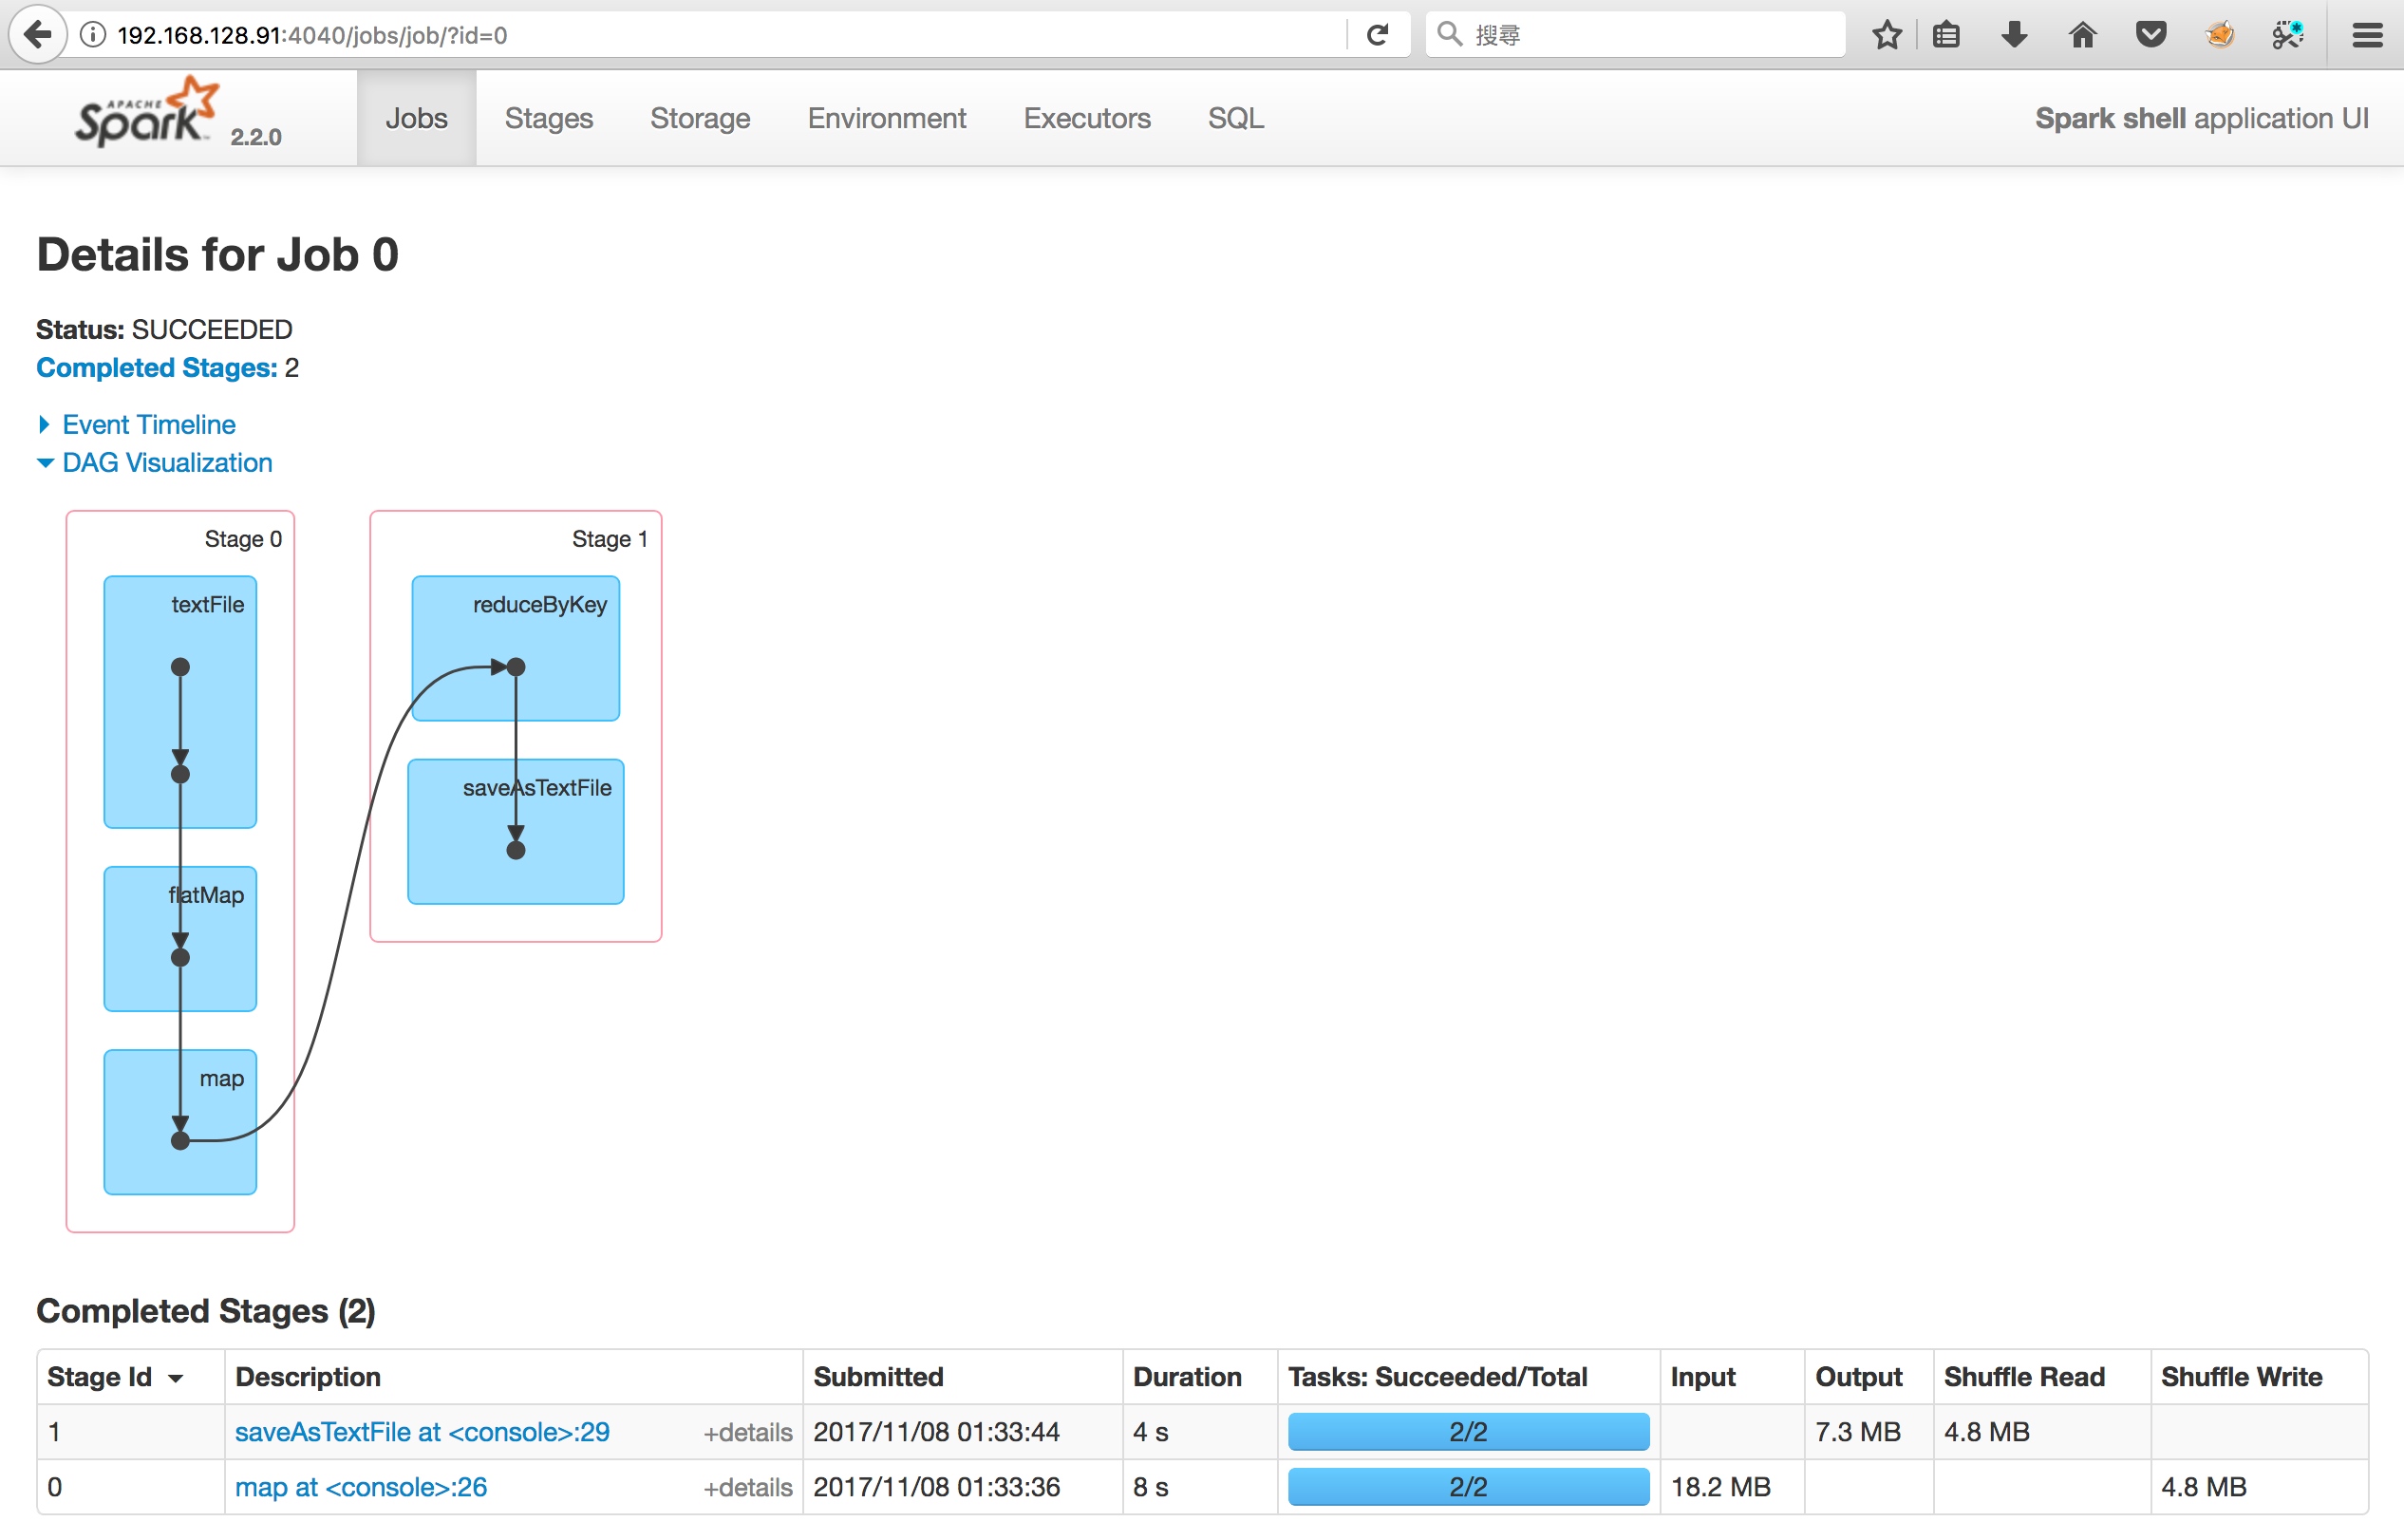 192.168.128.91:4040/jobs/job/?id=0
搜尋
APACHE
Spark™ 2.2.0
Jobs Stages Storage Environment Executors SQL Spark shell application UI
Details for Job 0
Status: SUCCEEDED
Completed Stages: 2
Event Timeline
DAG Visualization
Stage 0
textFile
flatMap
map
Stage 1
reduceByKey
saveAsTextFile
Completed Stages (2)
Stage Id Description Submitted Duration Tasks: Succeeded/Total Input Output Shuffle Read Shuffle Write
1 saveAsTextFile at <console>:29 +details 2017/11/08 01:33:44 4 s 2/2 7.3 MB 4.8 MB
0 map at <console>:26 +details 2017/11/08 01:33:36 8 s 2/2 18.2 MB 4.8 MB